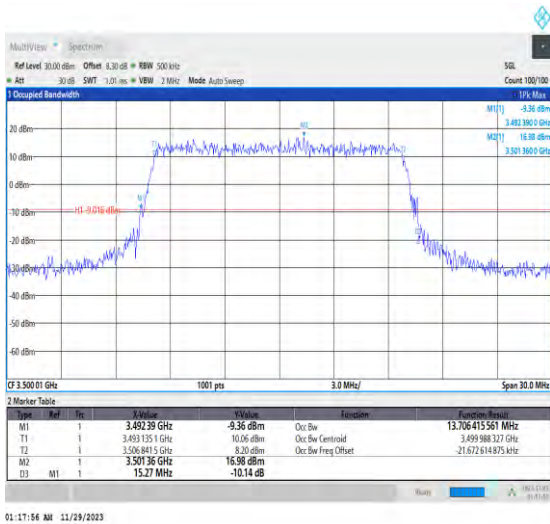 MultiView Spectrum
Ref Level 30.00 dBm Offset 8.30 dB RBW 500 kHz SGL
Att 30 dB SWT 1.01 ms VBW 2 MHz Mode Auto Sweep Count 100/100
1 Occupied Bandwidth 1Pk Max
M1[1] -9.36 dBm
3.492 390 0 GHz
M2[1] 16.98 dBm
3.501 360 0 GHz
20 dBm
M2
T1
10 dBm
0 dBm
M1
-10 dBm
H1 -9.016 dBm
-20 dBm
-40 dBm
-50 dBm
-60 dBm
CF 3.500 01 GHz 1001 pts 3.0 MHz/ Span 30.0 MHz
2 Marker Table
Type Ref Trc X-Value Y-Value Function Function Result
M1 1 3.492 39 GHz -9.36 dBm Occ Bw 13.706 415 561 MHz
T1 1 3.493 135 1 GHz 10.06 dBm Occ Bw Centroid 3.499 988 327 GHz
T2 1 3.506 841 5 GHz 8.20 dBm Occ Bw Freq Offset -21.672 614 875 kHz
M2 1 3.501 36 GHz 16.98 dBm
D3 M1 1 15.27 MHz -10.14 dB
Ready
01:17:56 AM 11/29/2023